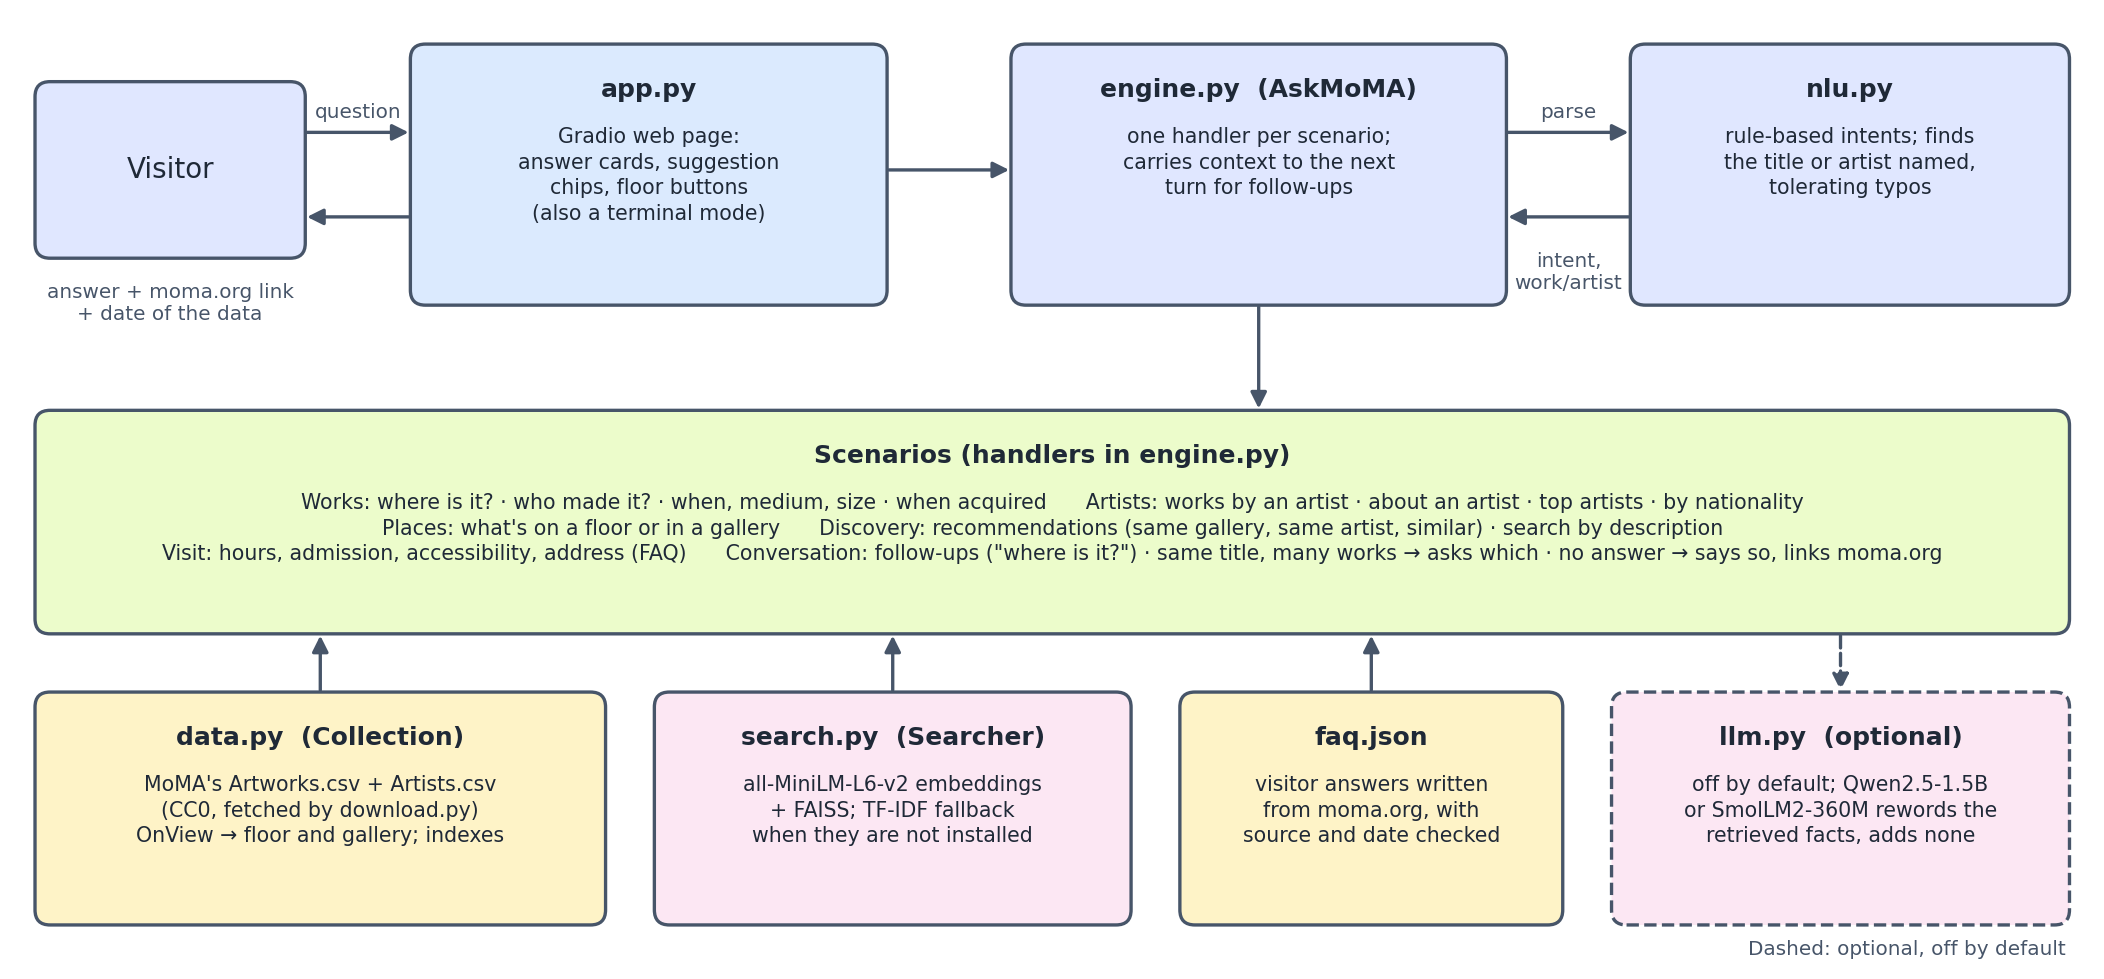 Visitor
question
answer + moma.org link
+ date of the data
app.py
Gradio web page:
answer cards, suggestion
chips, floor buttons
(also a terminal mode)
engine.py  (AskMoMA)
one handler per scenario;
carries context to the next
turn for follow-ups
parse
intent,
work/artist
nlu.py
rule-based intents; finds
the title or artist named,
tolerating typos
Scenarios (handlers in engine.py)
Works: where is it? · who made it? · when, medium, size · when acquired      Artists: works by an artist · about an artist · top artists · by nationality
Places: what's on a floor or in a gallery      Discovery: recommendations (same gallery, same artist, similar) · search by description
Visit: hours, admission, accessibility, address (FAQ)      Conversation: follow-ups ("where is it?") · same title, many works → asks which · no answer → says so, links moma.org
data.py  (Collection)
MoMA's Artworks.csv + Artists.csv
(CC0, fetched by download.py)
OnView → floor and gallery; indexes
search.py  (Searcher)
all-MiniLM-L6-v2 embeddings
+ FAISS; TF-IDF fallback
when they are not installed
faq.json
visitor answers written
from moma.org, with
source and date checked
llm.py  (optional)
off by default; Qwen2.5-1.5B
or SmolLM2-360M rewords the
retrieved facts, adds none
Dashed: optional, off by default